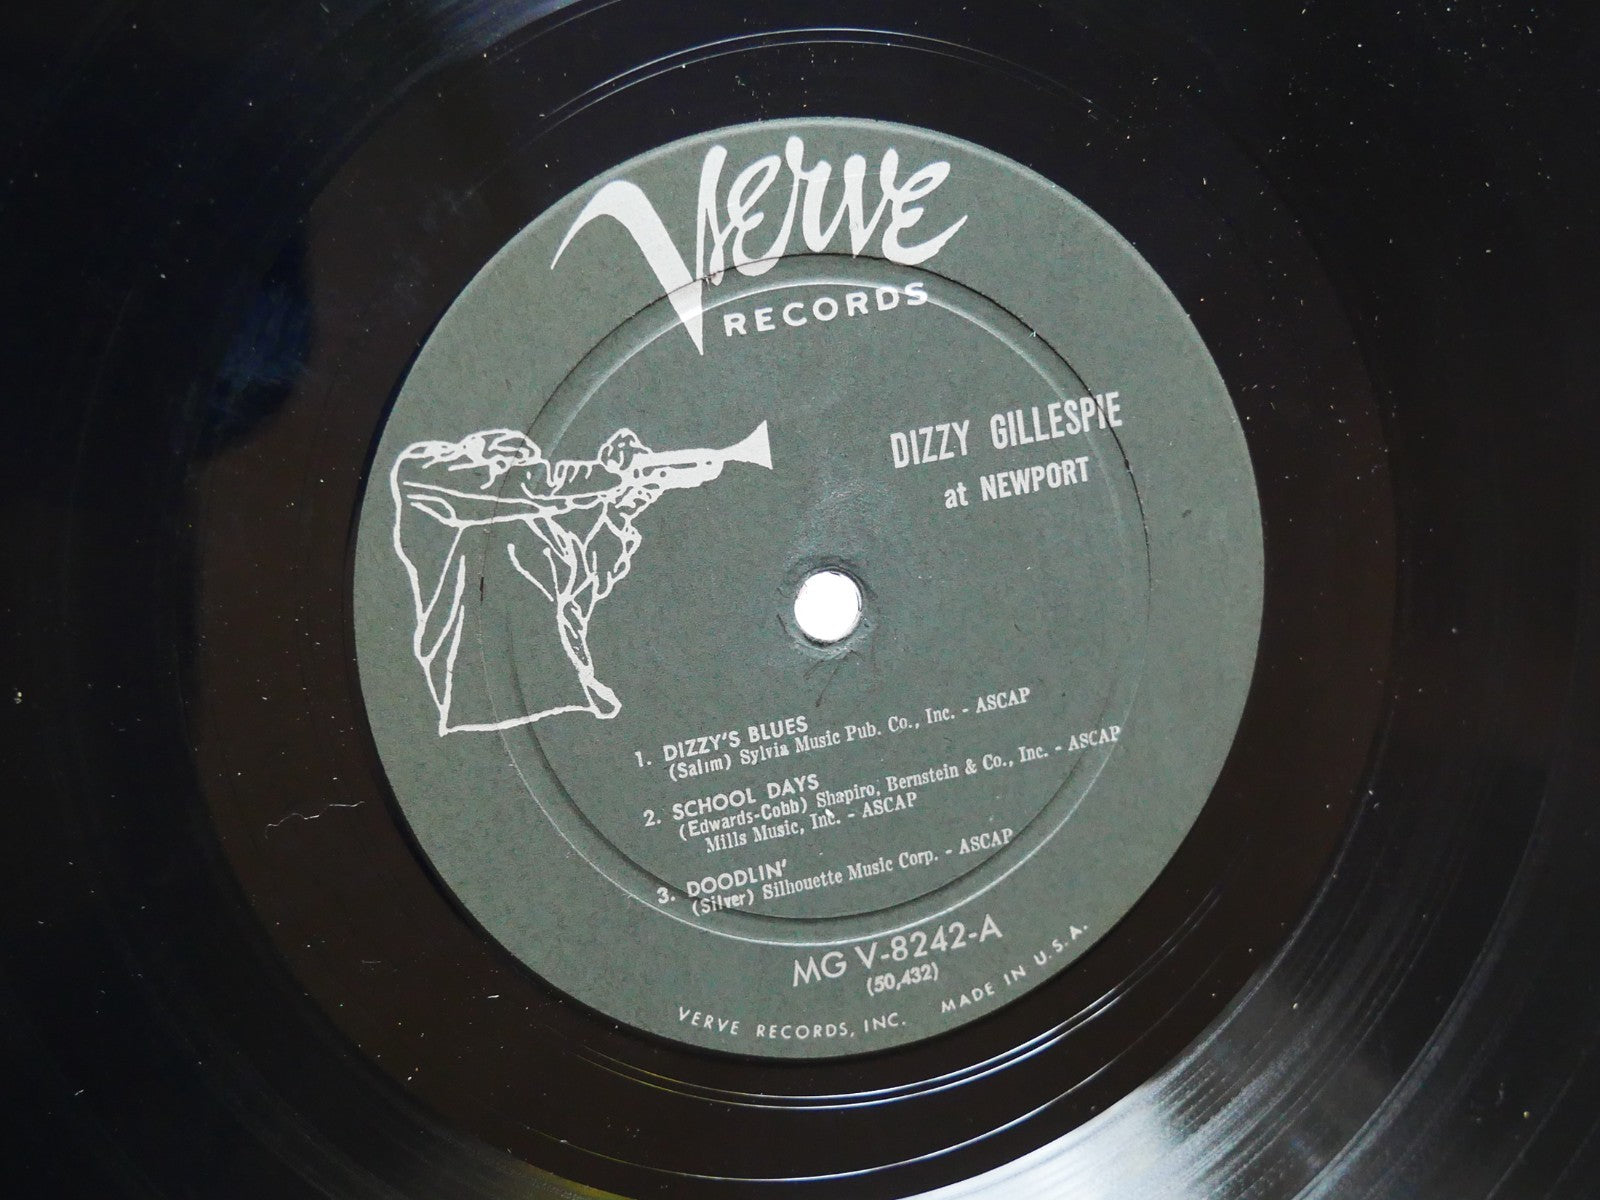 Verve
RECORDS
DIZZY GILLESPIE
at NEWPORT
1. DIZZY'S BLUES
(Salim) Sylvia Music Pub. Co., Inc. - ASCAP
2. SCHOOL DAYS
(Edwards-Cobb) Shapiro, Bernstein & Co., Inc. - ASCAP
Mills Music, Inc. - ASCAP
3. DOODLIN'
(Silver) Silhouette Music Corp. - ASCAP
MG V-8242-A
(50,432)
VERVE RECORDS, INC. MADE IN U.S.A.